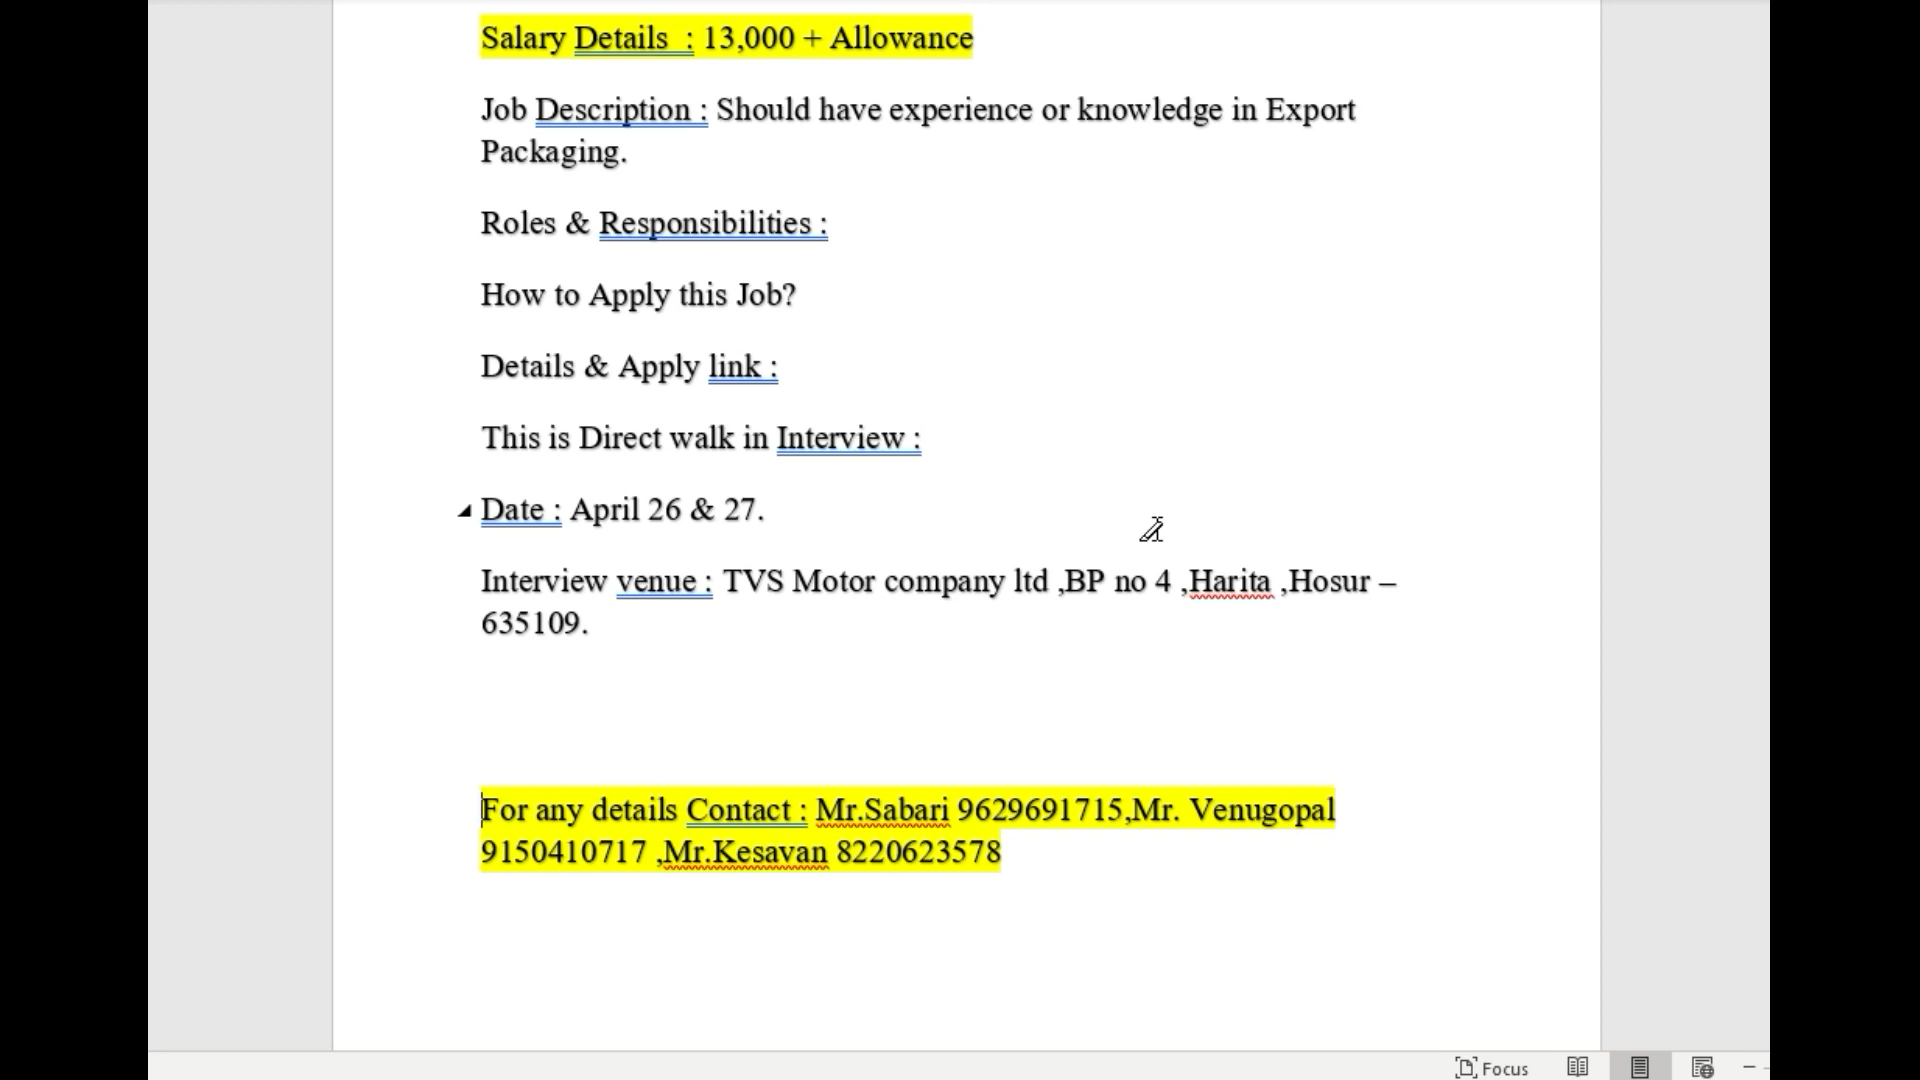 Salary Details  : 13,000 + Allowance
Job Description : Should have experience or knowledge in Export
Packaging.
Roles & Responsibilities :
How to Apply this Job?
Details & Apply link :
This is Direct walk in Interview :
Date : April 26 & 27.
Interview venue : TVS Motor company ltd ,BP no 4 ,Harita ,Hosur –
635109.
For any details Contact : Mr.Sabari 9629691715,Mr. Venugopal
9150410717 ,Mr.Kesavan 8220623578
Focus